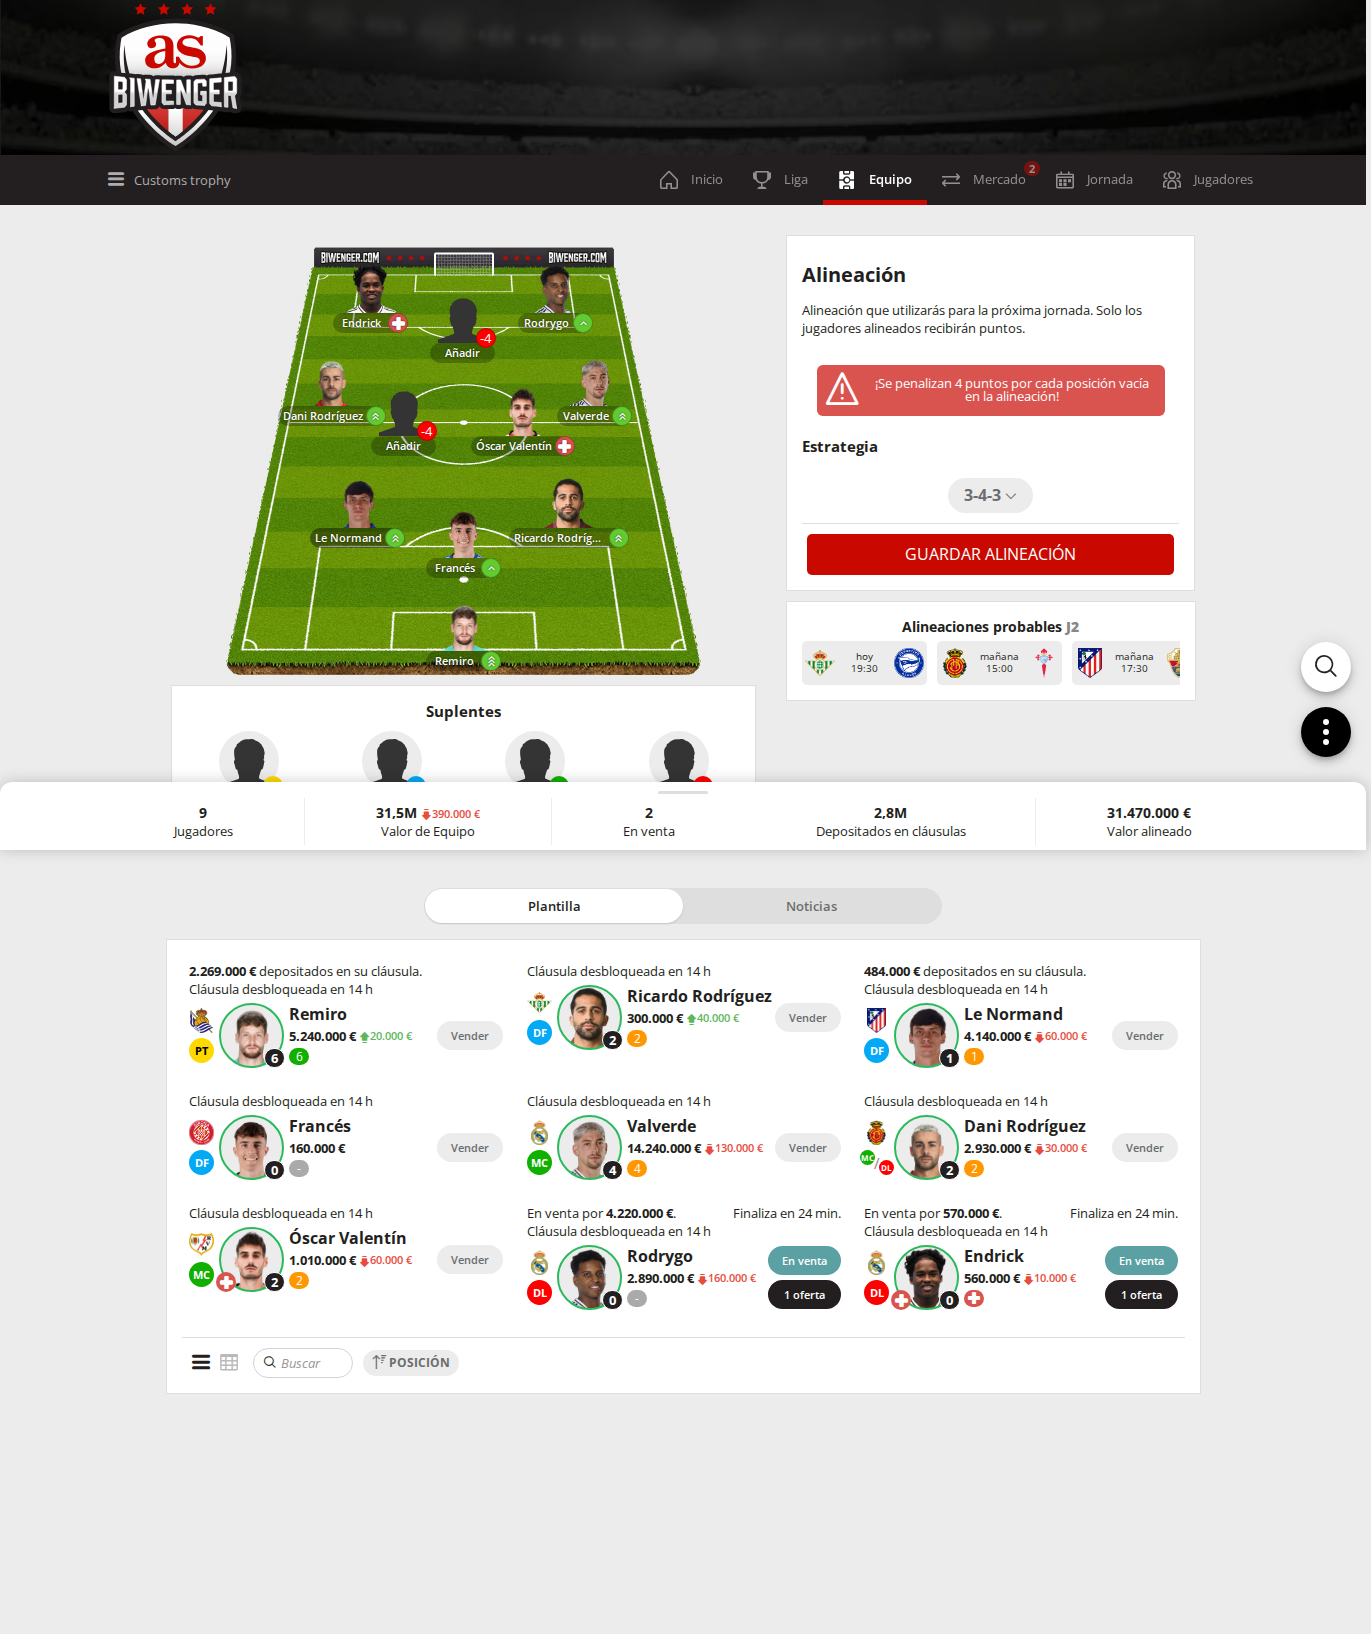 as
BIWENGER
Customs trophy
Inicio
Liga
Equipo
Mercado
2
Jornada
Jugadores
BIWENGER.COM
BIWENGER.COM
Endrick
Rodrygo
-4
Añadir
Dani Rodríguez
Valverde
-4
Añadir
Óscar Valentín
Le Normand
Ricardo Rodríg...
Francés
Remiro
Suplentes
Alineación
Alineación que utilizarás para la próxima jornada. Solo los
jugadores alineados recibirán puntos.
¡Se penalizan 4 puntos por cada posición vacía
en la alineación!
Estrategia
3-4-3
GUARDAR ALINEACIÓN
Alineaciones probables J2
hoy
19:30
mañana
15:00
mañana
17:30
9
Jugadores
31,5M 390.000 €
Valor de Equipo
2
En venta
2,8M
Depositados en cláusulas
31.470.000 €
Valor alineado
Plantilla
Noticias
2.269.000 € depositados en su cláusula.
Cláusula desbloqueada en 14 h
Remiro
5.240.000 € 20.000 €
PT
6
6
Vender
Cláusula desbloqueada en 14 h
Ricardo Rodríguez
300.000 € 40.000 €
DF
2
2
Vender
484.000 € depositados en su cláusula.
Cláusula desbloqueada en 14 h
Le Normand
4.140.000 € 60.000 €
DF
1
1
Vender
Cláusula desbloqueada en 14 h
Francés
160.000 €
DF
0
-
Vender
Cláusula desbloqueada en 14 h
Valverde
14.240.000 € 130.000 €
MC
4
4
Vender
Cláusula desbloqueada en 14 h
Dani Rodríguez
2.930.000 € 30.000 €
MC / DL
2
2
Vender
Cláusula desbloqueada en 14 h
Óscar Valentín
1.010.000 € 60.000 €
MC
2
2
Vender
En venta por 4.220.000 €. Finaliza en 24 min.
Cláusula desbloqueada en 14 h
Rodrygo
2.890.000 € 160.000 €
DL
0
-
En venta
1 oferta
En venta por 570.000 €. Finaliza en 24 min.
Cláusula desbloqueada en 14 h
Endrick
560.000 € 10.000 €
DL
0
En venta
1 oferta
Buscar
POSICIÓN